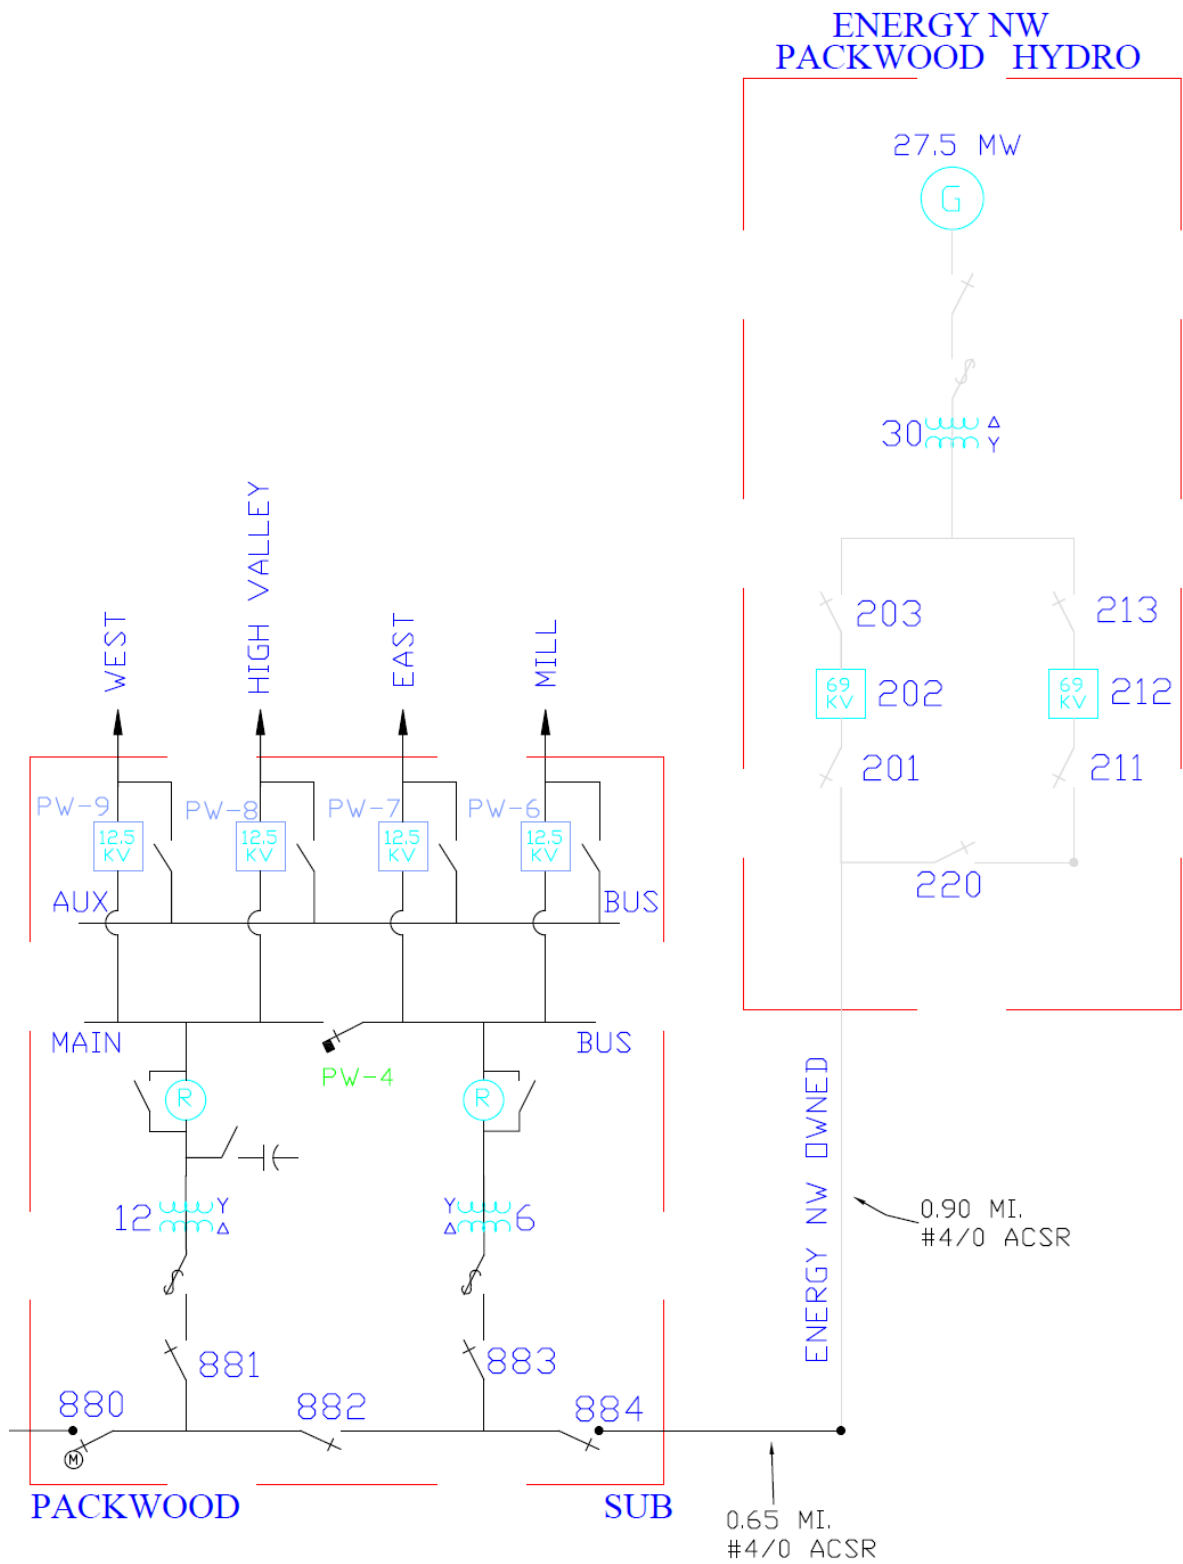 ENERGY NW
PACKWOOD HYDRO
27.5 MW
G
30
Δ
Y
203
213
69
KV
202
69
KV
212
201
211
220
WEST
HIGH VALLEY
EAST
MILL
PW-9
PW-8
PW-7
PW-6
12.5
KV
12.5
KV
12.5
KV
12.5
KV
AUX
BUS
MAIN
BUS
PW-4
R
R
12
Y
Δ
Y
Δ
6
881
883
880
882
884
M
PACKWOOD
SUB
ENERGY NW OWNED
0.90 MI.
#4/0 ACSR
0.65 MI.
#4/0 ACSR